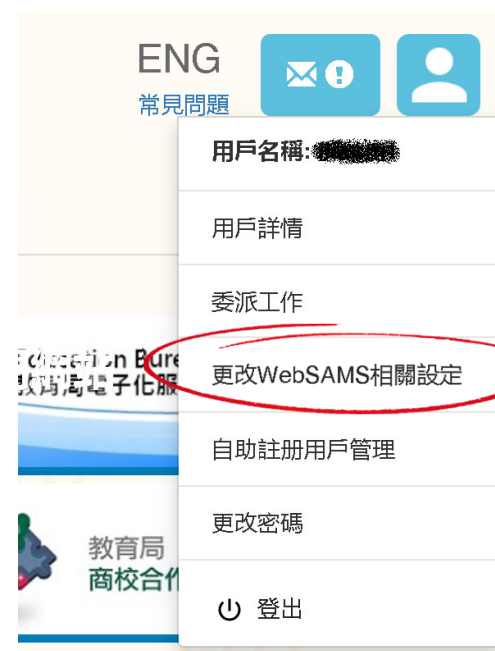 ENG
常見問題
用戶名稱:
用戶詳情
委派工作
更改WebSAMS相關設定
自助註册用戶管理
更改密碼
登出
教育局
商校合作